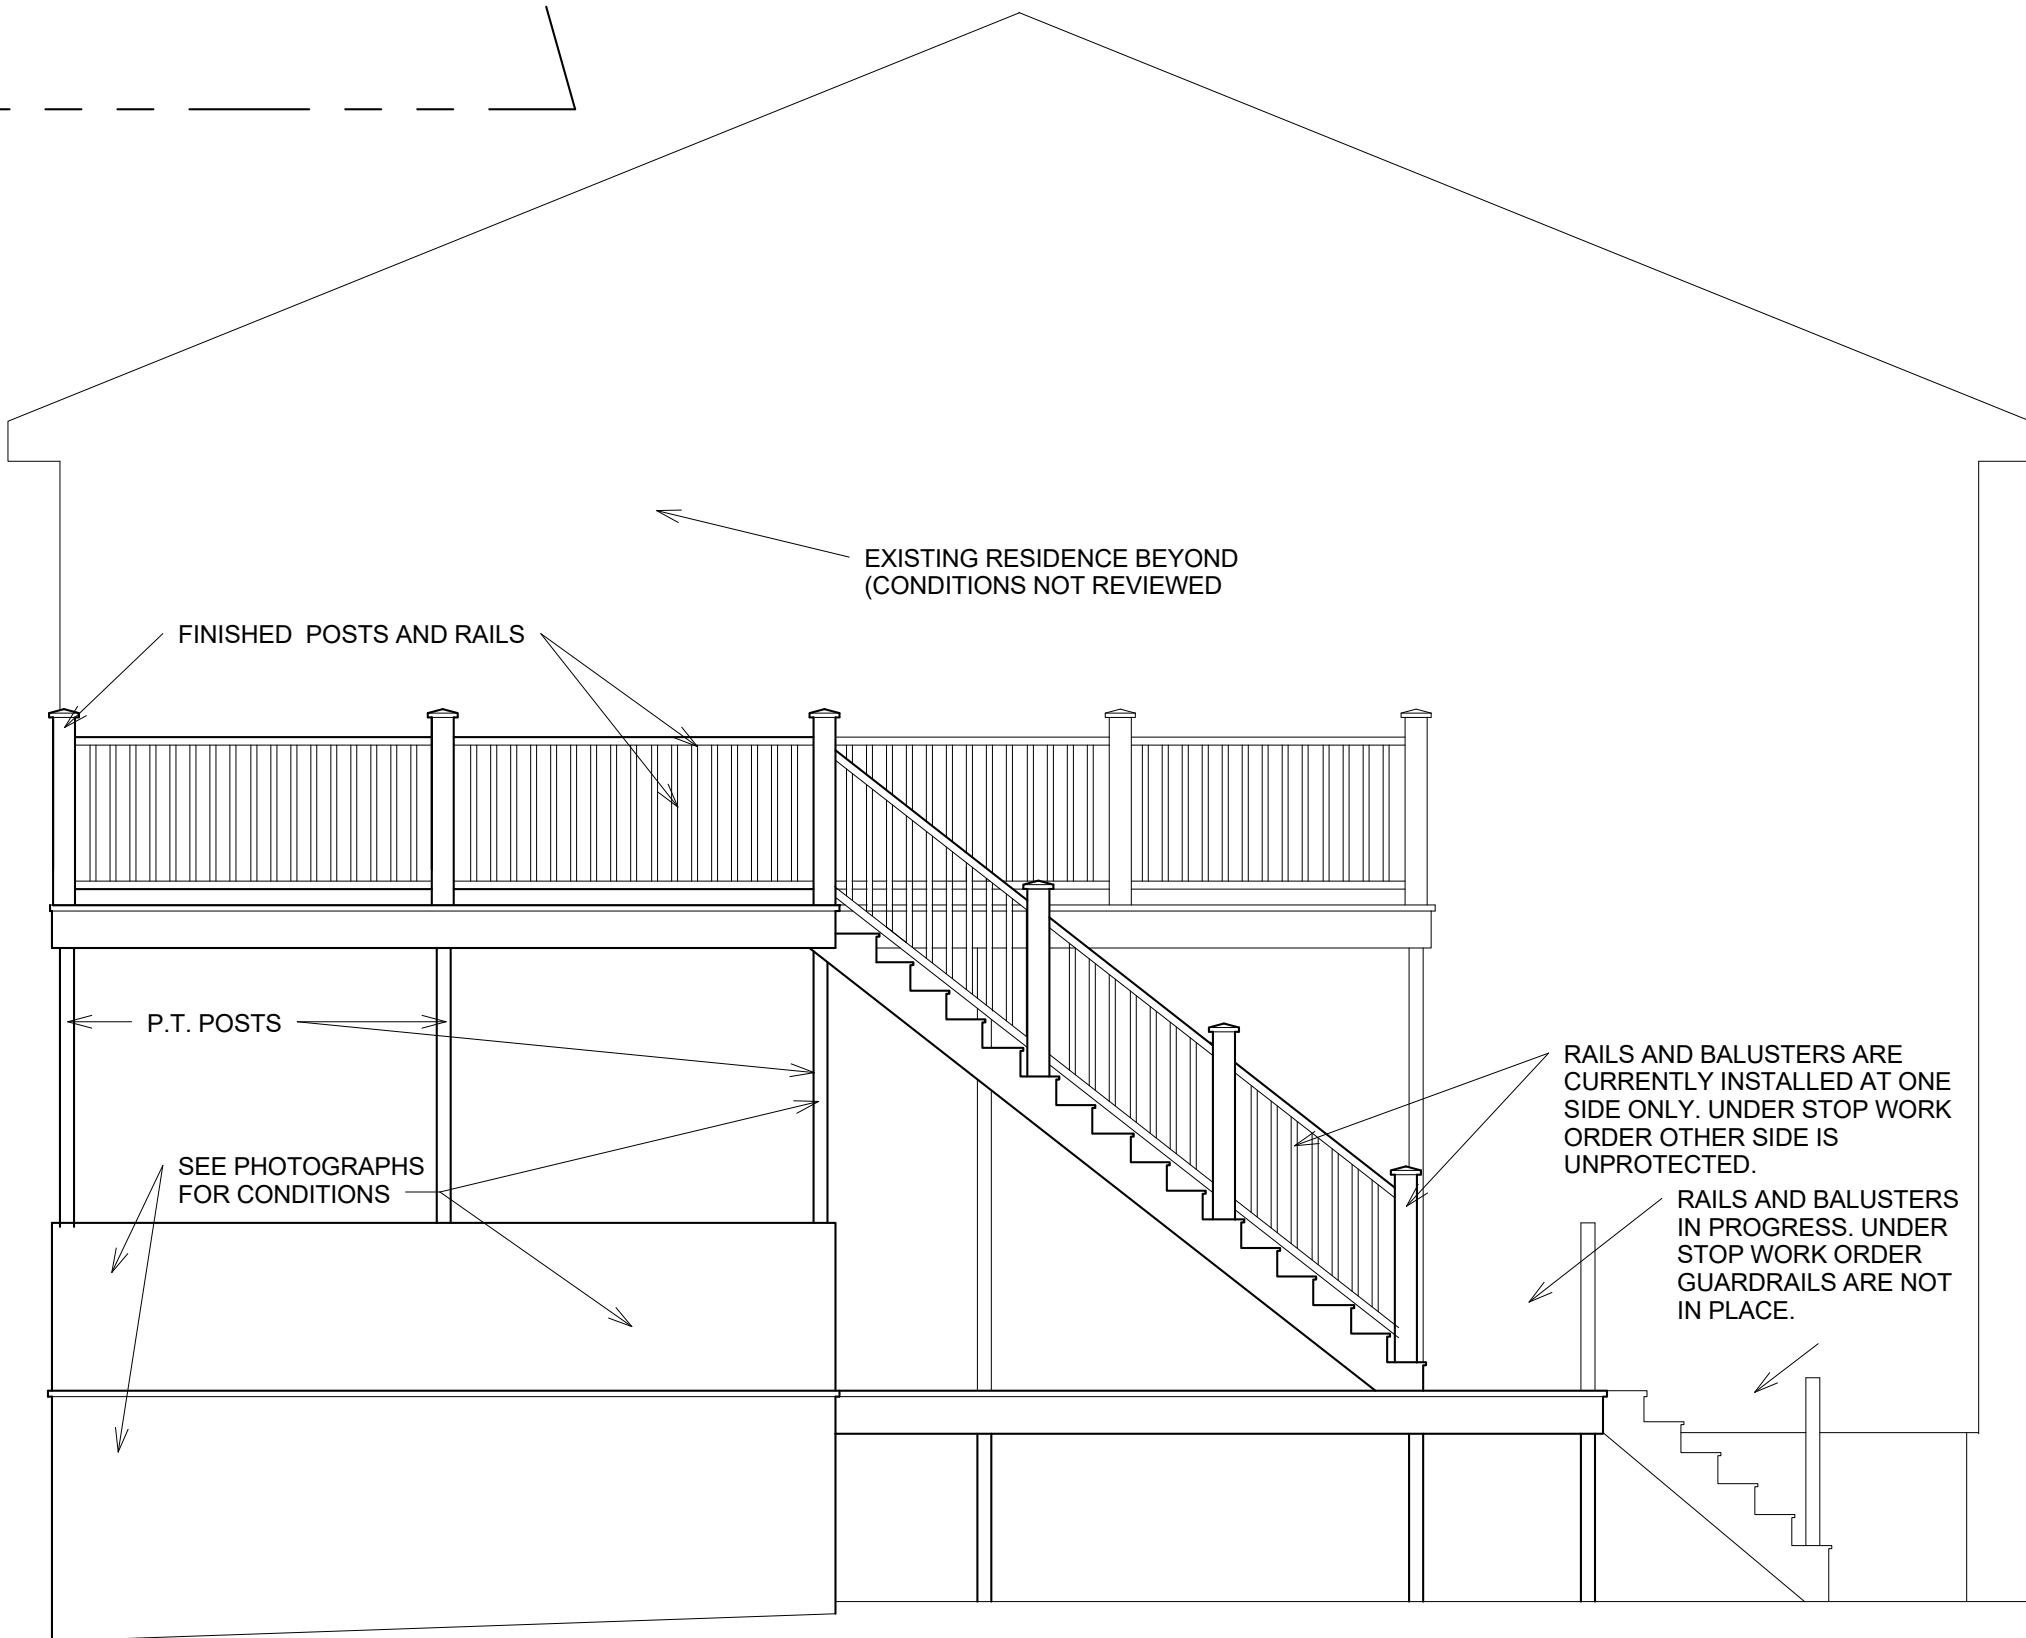 EXISTING RESIDENCE BEYOND
(CONDITIONS NOT REVIEWED
FINISHED  POSTS AND RAILS
P.T. POSTS
SEE PHOTOGRAPHS
FOR CONDITIONS
RAILS AND BALUSTERS ARE
CURRENTLY INSTALLED AT ONE
SIDE ONLY. UNDER STOP WORK
ORDER OTHER SIDE IS
UNPROTECTED.
RAILS AND BALUSTERS
IN PROGRESS. UNDER
STOP WORK ORDER
GUARDRAILS ARE NOT
IN PLACE.